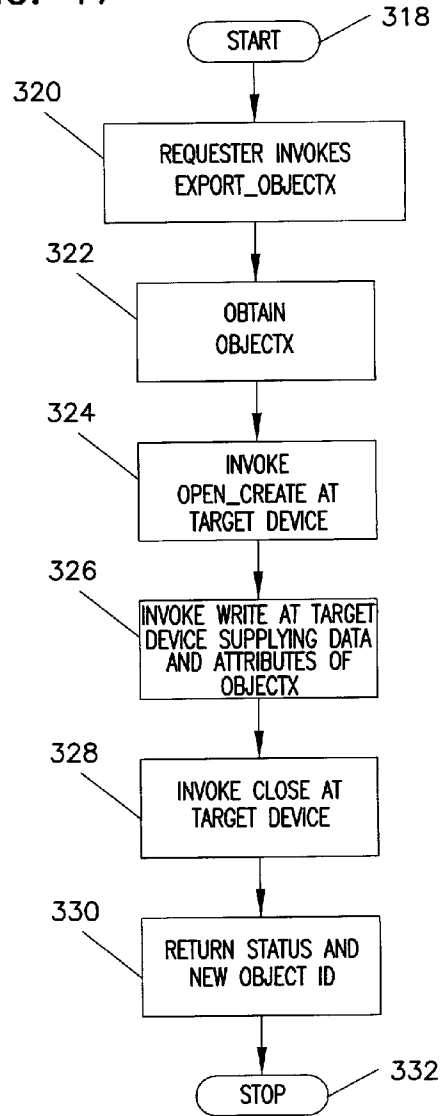 318
START
320
REQUESTER INVOKES
EXPORT_OBJECTX
322
OBTAIN
OBJECTX
324
INVOKE
OPEN_CREATE AT
TARGET DEVICE
326
INVOKE WRITE AT TARGET
DEVICE SUPPLYING DATA
AND ATTRIBUTES OF
OBJECTX
328
INVOKE CLOSE AT
TARGET DEVICE
330
RETURN STATUS AND
NEW OBJECT ID
332
STOP